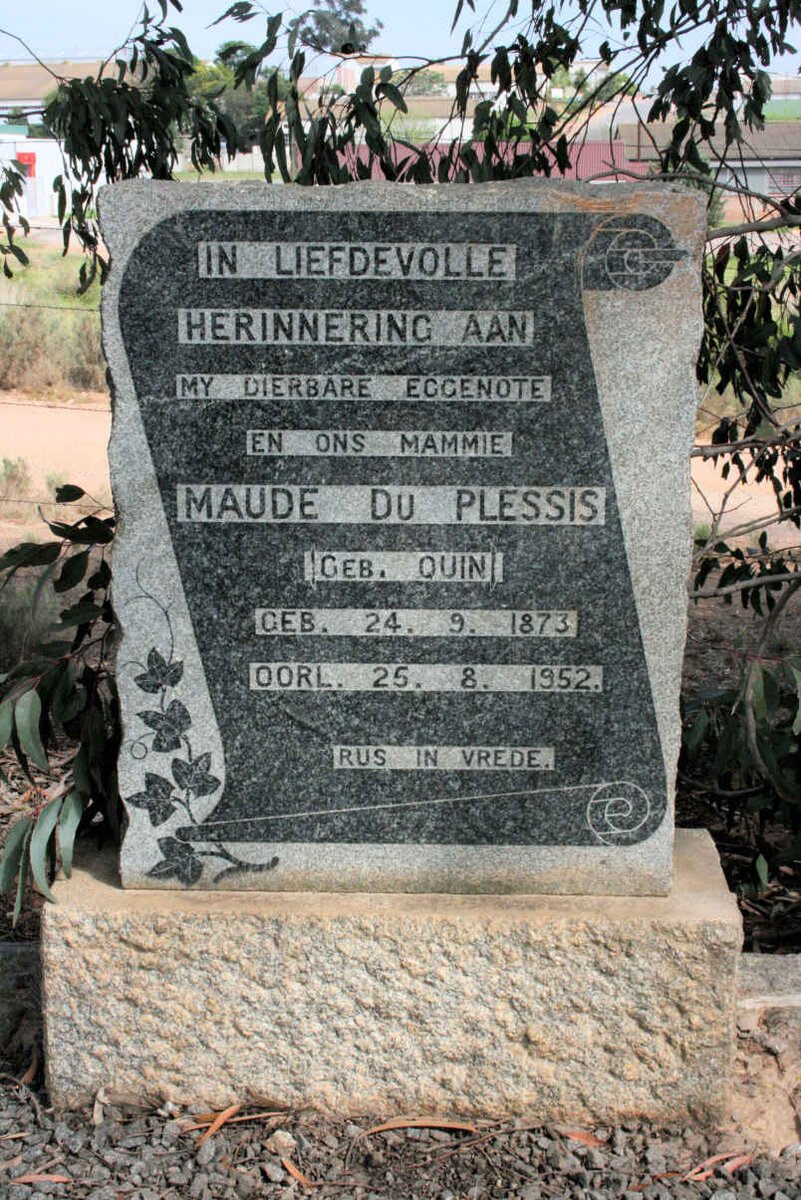 IN LIEFDEVOLLE
HERINNERING AAN
MY DIERBARE EGGENOTE
EN ONS MAMMIE
MAUDE DU PLESSIS
(GEB. QUIN)
GEB. 24. 9. 1873
OORL. 25. 8. 1952.
RUS IN VREDE.